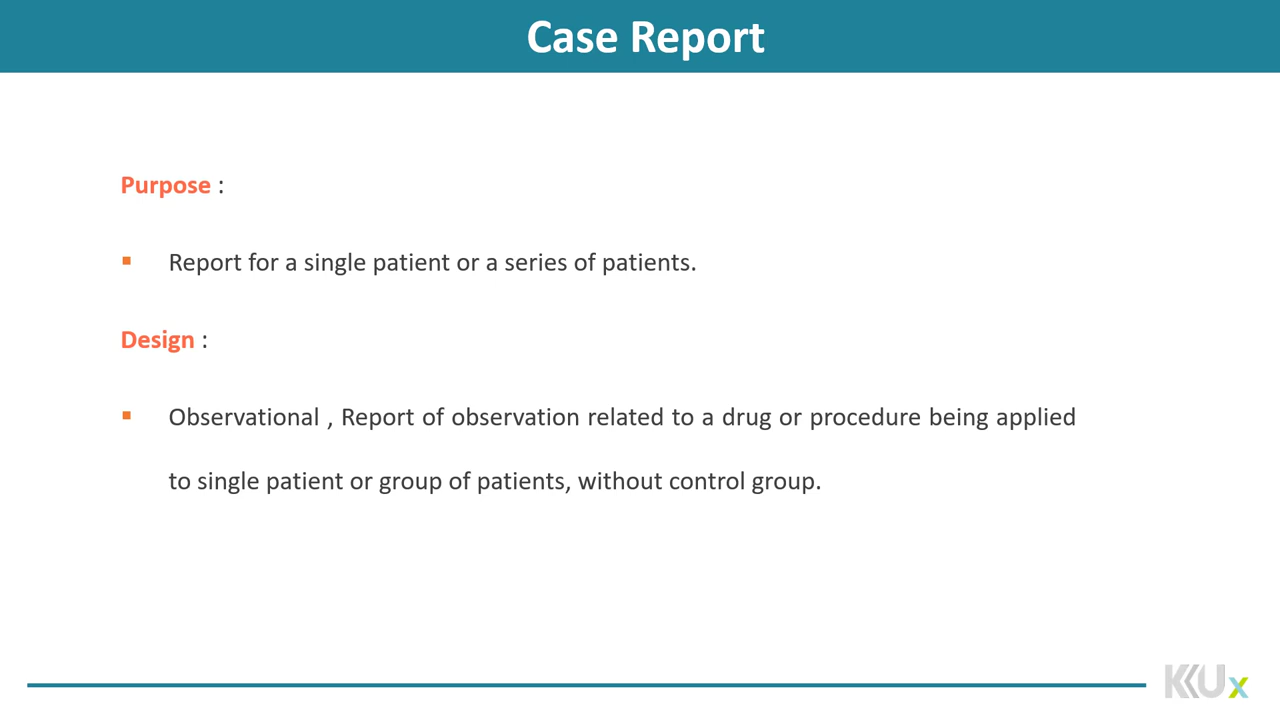 Case Report
Purpose :
▪ Report for a single patient or a series of patients.
Design :
▪ Observational , Report of observation related to a drug or procedure being applied
to single patient or group of patients, without control group.
KKUx